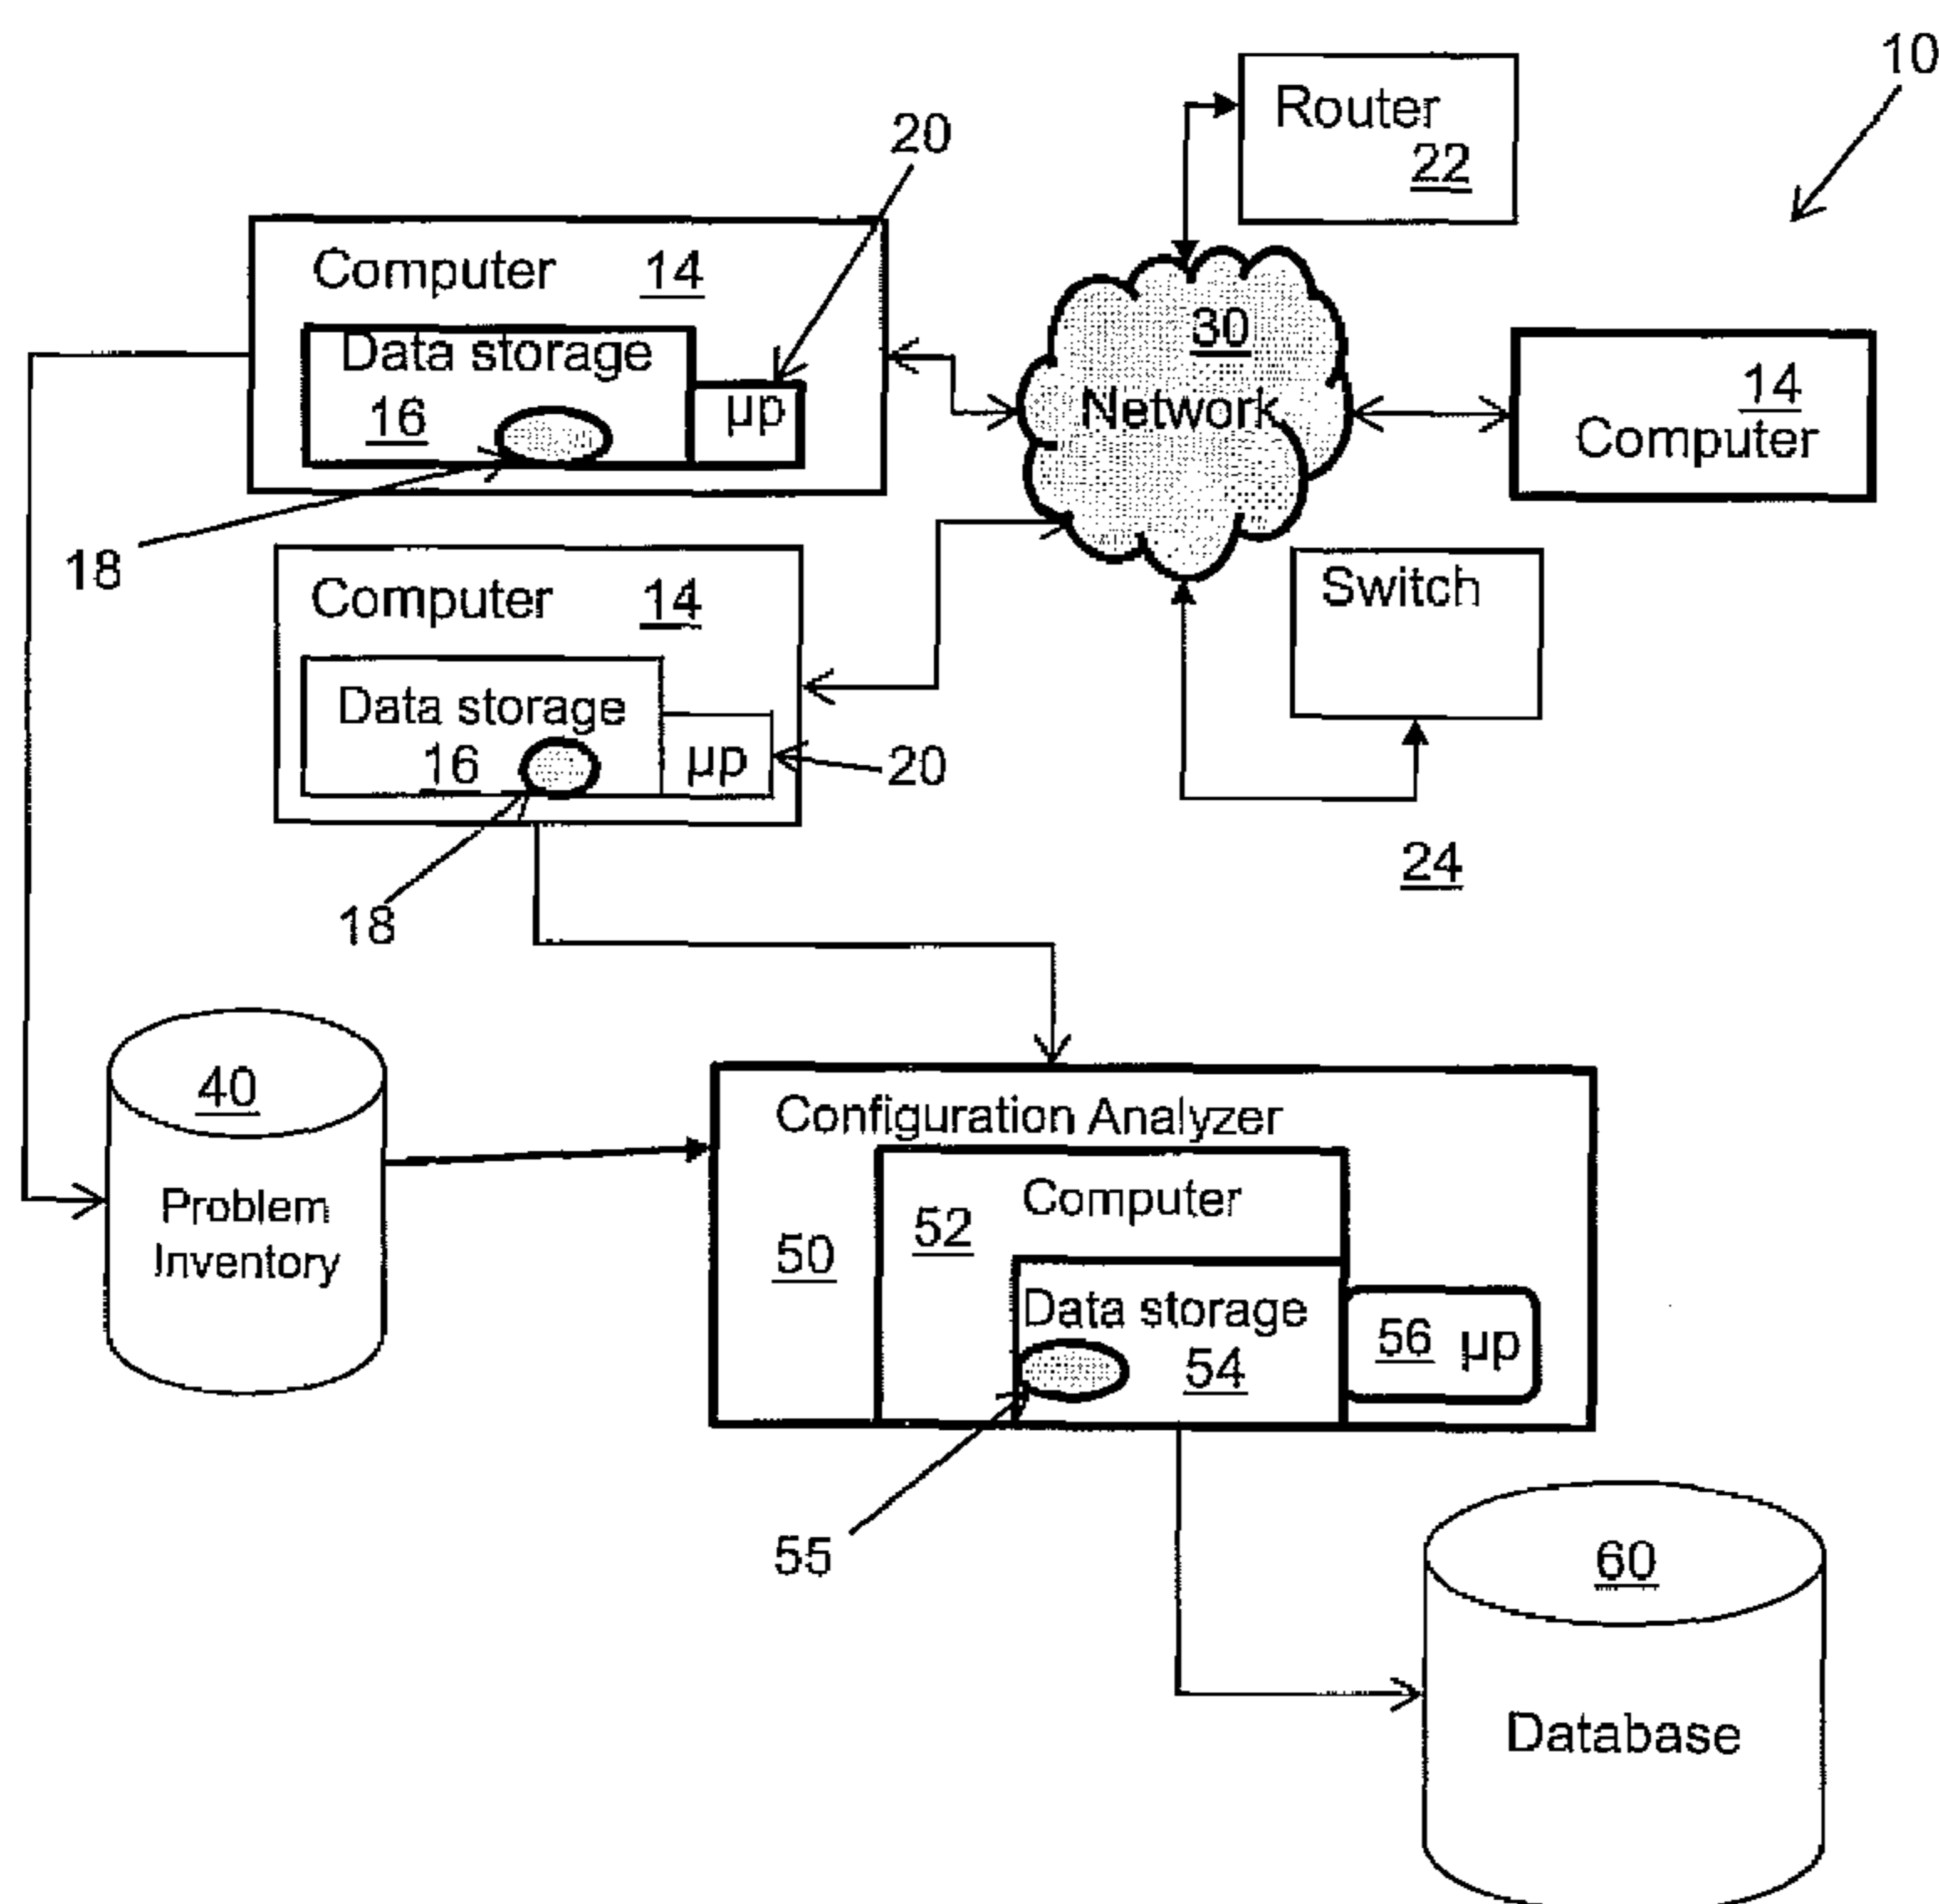 10
Router
22
20
Computer 14
Data storage
16
µp
18
30
Network
14
Computer
Switch
Computer 14
Data storage
16
µp
20
18
24
40
Problem
Inventory
Configuration Analyzer
Computer
52
50
Data storage
54
56 µp
55
60
Database